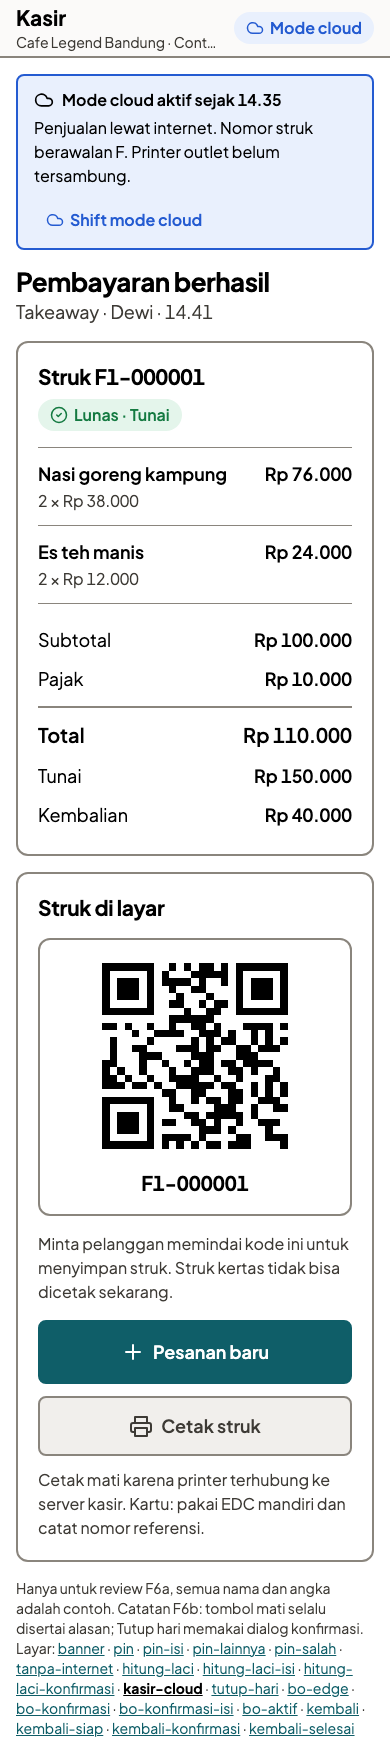 Kasir
Cafe Legend Bandung · Cont...
Mode cloud
Mode cloud aktif sejak 14.35
Penjualan lewat internet. Nomor struk
berawalan F. Printer outlet belum
tersambung.
Shift mode cloud
Pembayaran berhasil
Takeaway · Dewi · 14.41
Struk F1-000001
Lunas · Tunai
Nasi goreng kampung Rp 76.000
2 × Rp 38.000
Es teh manis Rp 24.000
2 × Rp 12.000
Subtotal Rp 100.000
Pajak Rp 10.000
Total Rp 110.000
Tunai Rp 150.000
Kembalian Rp 40.000
Struk di layar
F1-000001
Minta pelanggan memindai kode ini untuk
menyimpan struk. Struk kertas tidak bisa
dicetak sekarang.
Pesanan baru
Cetak struk
Cetak mati karena printer terhubung ke
server kasir. Kartu: pakai EDC mandiri dan
catat nomor referensi.
Hanya untuk review F6a, semua nama dan angka
adalah contoh. Catatan F6b: tombol mati selalu
disertai alasan; Tutup hari memakai dialog konfirmasi.
Layar: banner · pin · pin-isi · pin-lainnya · pin-salah ·
tanpa-internet · hitung-laci · hitung-laci-isi · hitung-
laci-konfirmasi · kasir-cloud · tutup-hari · bo-edge ·
bo-konfirmasi · bo-konfirmasi-isi · bo-aktif · kembali ·
kembali-siap · kembali-konfirmasi · kembali-selesai